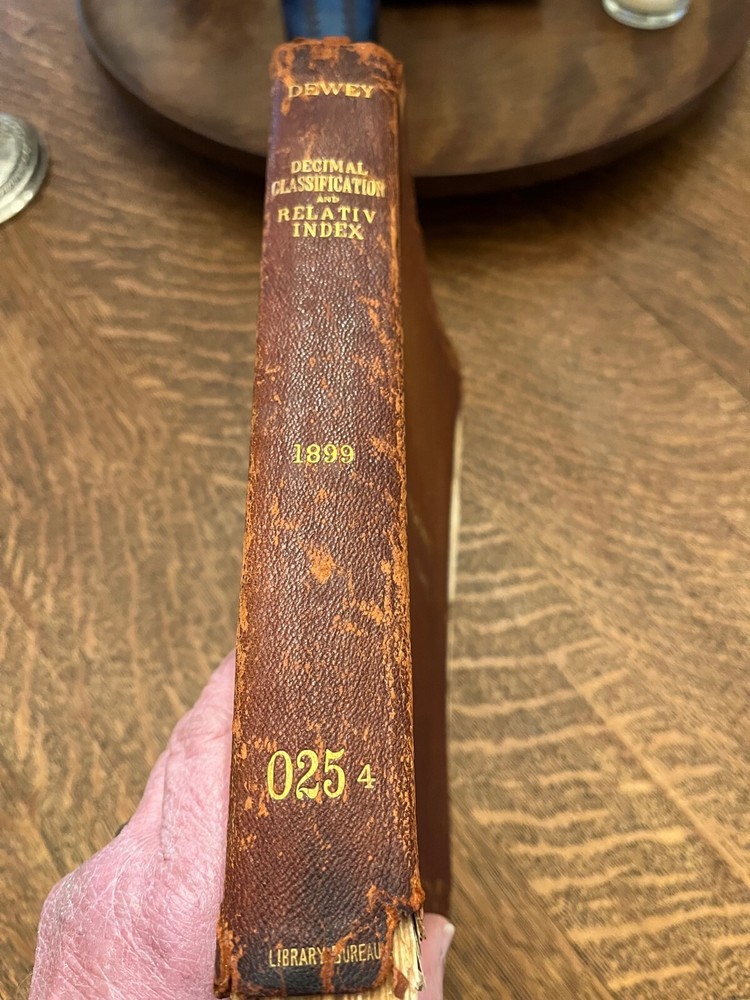 DEWEY
DECIMAL
CLASSIFICATION
AND
RELATIV
INDEX
1899
025 4
LIBRARY BUREAU